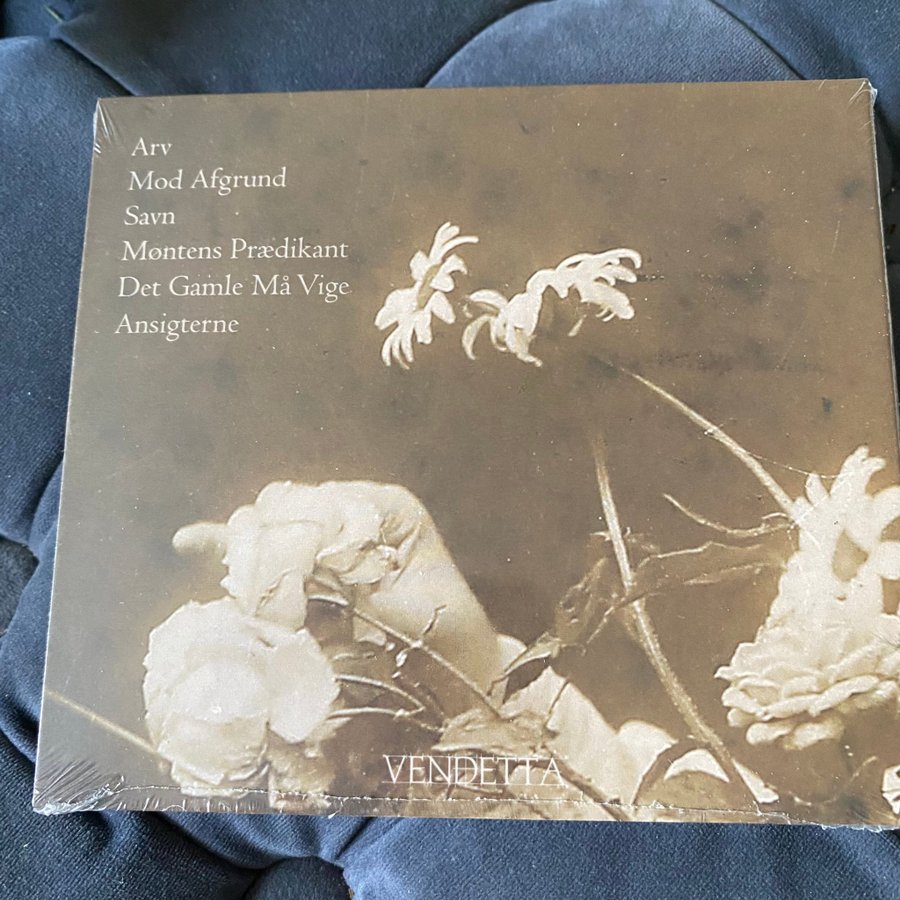 Arv
Mod Afgrund
Savn
Møntens Prædikant
Det Gamle Må Vige
Ansigterne
VENDETTA